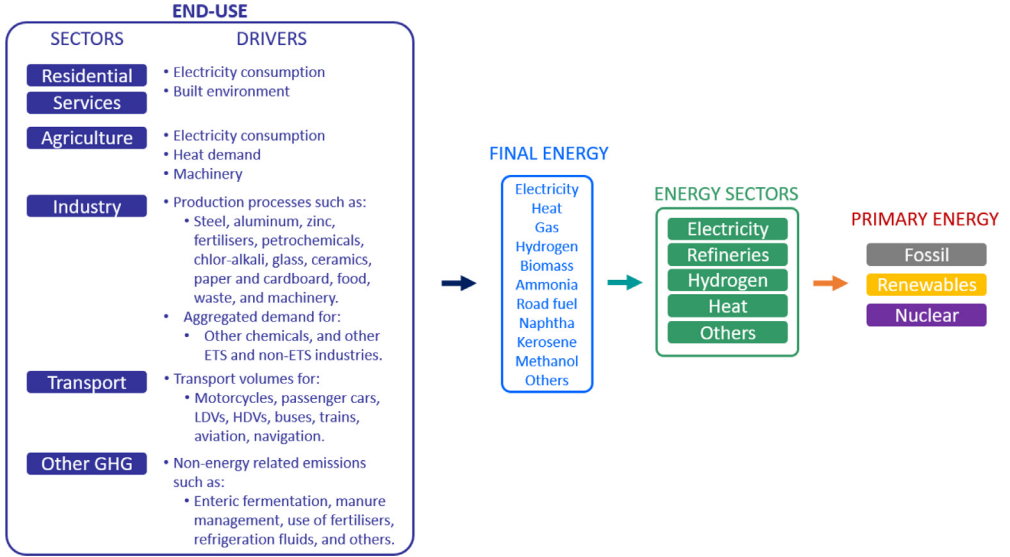 END-USE
SECTORS
DRIVERS
Residential
Services
• Electricity consumption
• Built environment
Agriculture
• Electricity consumption
• Heat demand
• Machinery
Industry
• Production processes such as:
• Steel, aluminum, zinc,
fertilisers, petrochemicals,
chlor-alkali, glass, ceramics,
paper and cardboard, food,
waste, and machinery.
• Aggregated demand for:
• Other chemicals, and other
ETS and non-ETS industries.
Transport
• Transport volumes for:
• Motorcycles, passenger cars,
LDVs, HDVs, buses, trains,
aviation, navigation.
Other GHG
• Non-energy related emissions
such as:
• Enteric fermentation, manure
management, use of fertilisers,
refrigeration fluids, and others.
FINAL ENERGY
Electricity
Heat
Gas
Hydrogen
Biomass
Ammonia
Road fuel
Naphtha
Kerosene
Methanol
Others
ENERGY SECTORS
Electricity
Refineries
Hydrogen
Heat
Others
PRIMARY ENERGY
Fossil
Renewables
Nuclear